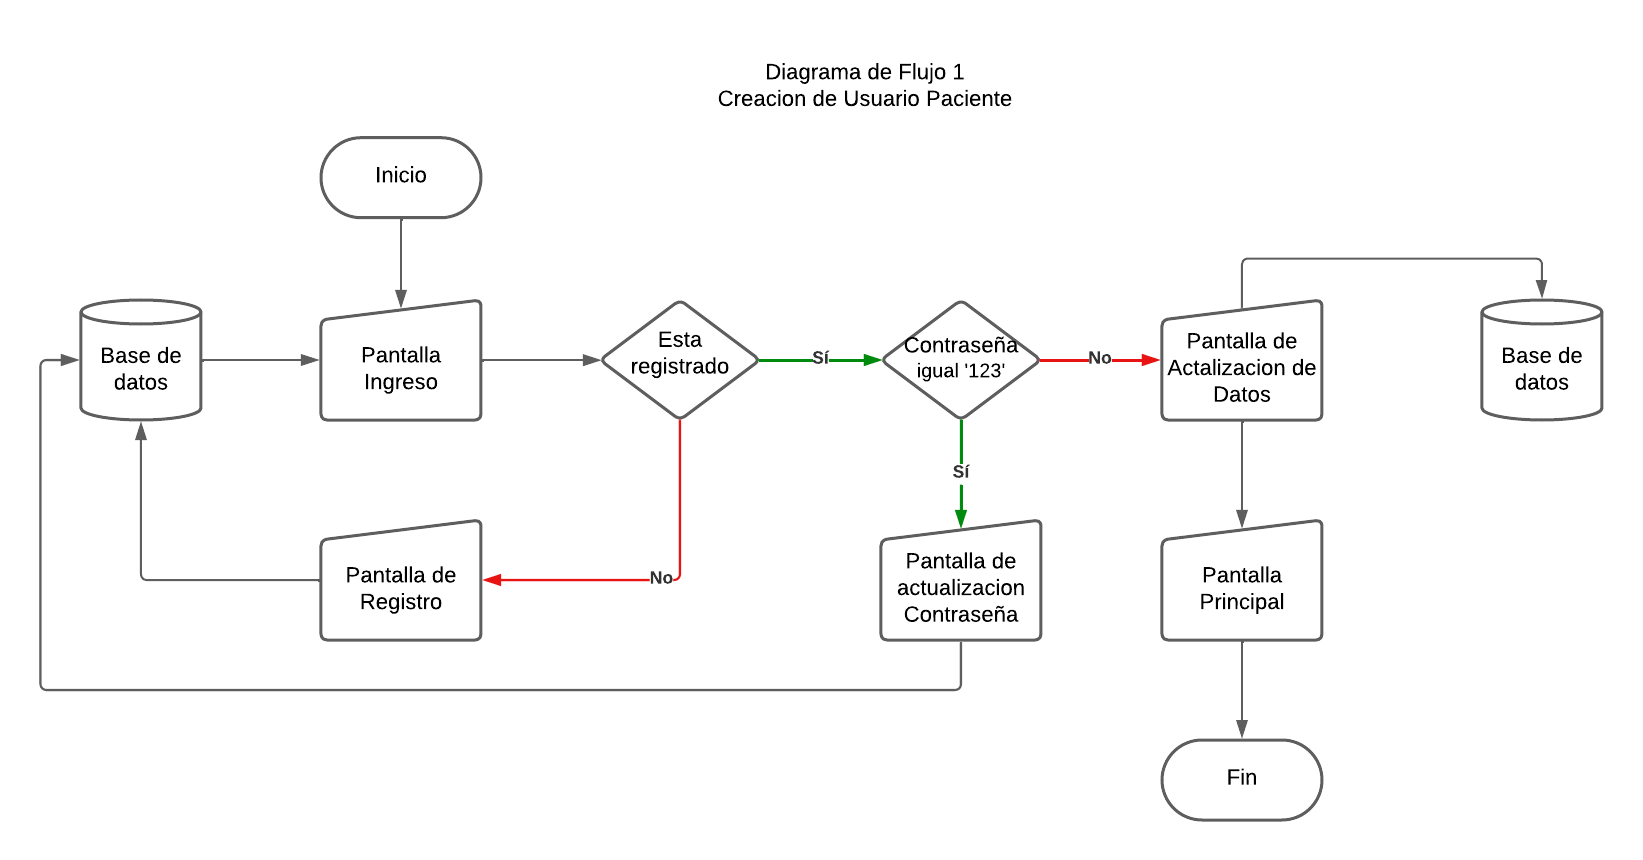 Diagrama de Flujo 1
Creacion de Usuario Paciente
Inicio
Base de
datos
Pantalla
Ingreso
Esta
registrado
Sí
Contraseña
igual '123'
No
Pantalla de
Actalizacion de
Datos
Base de
datos
Sí
No
Pantalla de
Registro
Pantalla de
actualizacion
Contraseña
Pantalla
Principal
Fin